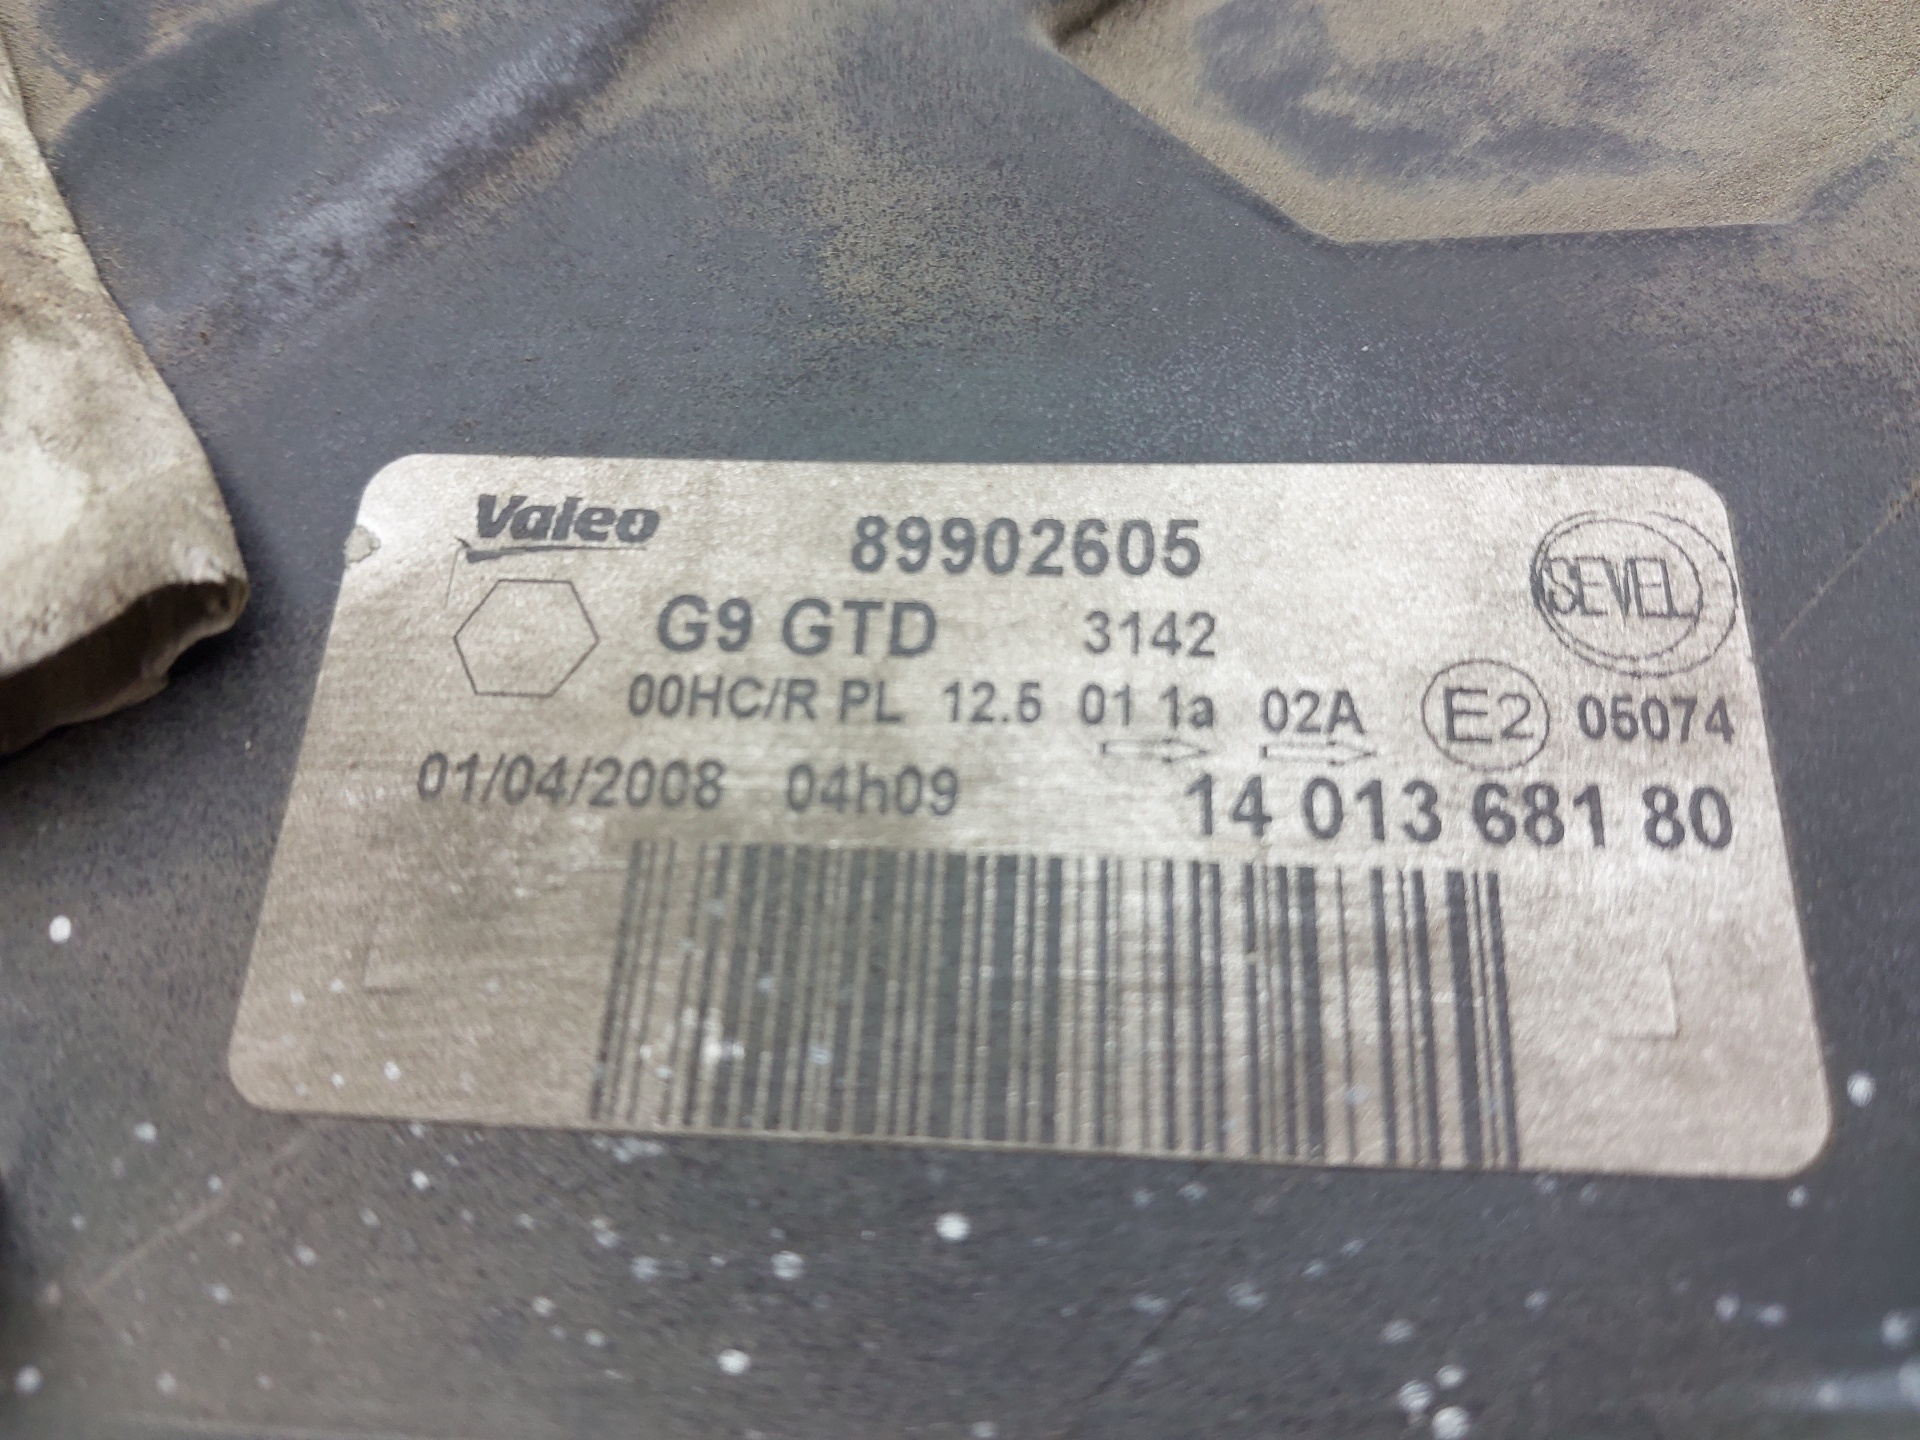 Valeo 89902605 SEVEL
G9 GTD 3142
00HC/R PL 12.5 01 1a 02A E2 05074
01/04/2008 04h09 14 013 681 80